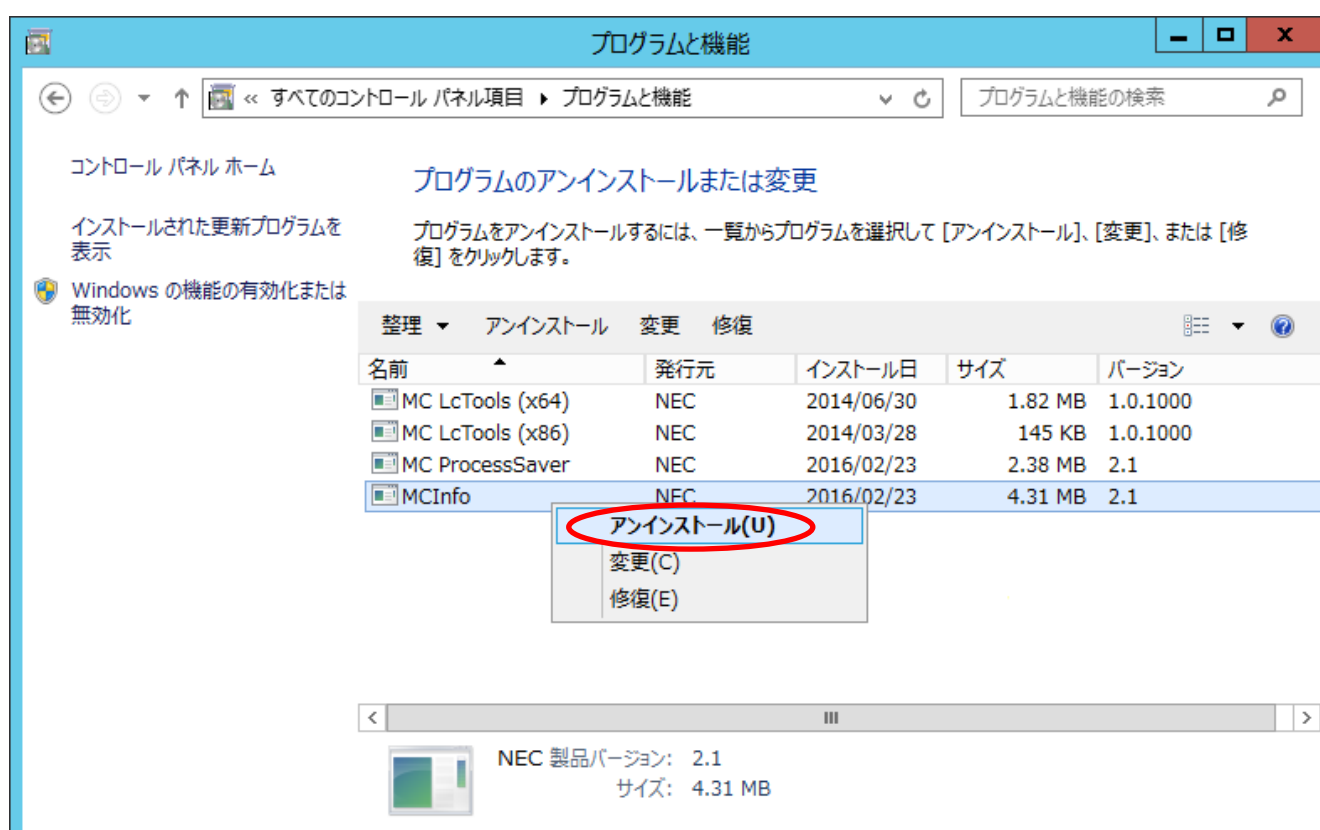 プログラムと機能
« すべてのコントロール パネル項目 ▶ プログラムと機能
プログラムと機能の検索
コントロール パネル ホーム
インストールされた更新プログラムを
表示
Windows の機能の有効化または
無効化
プログラムのアンインストールまたは変更
プログラムをアンインストールするには、一覧からプログラムを選択して [アンインストール]、[変更]、または [修
復] をクリックします。
整理 ▼ アンインストール 変更 修復
名前 発行元 インストール日 サイズ バージョン
MC LcTools (x64) NEC 2014/06/30 1.82 MB 1.0.1000
MC LcTools (x86) NEC 2014/03/28 145 KB 1.0.1000
MC ProcessSaver NEC 2016/02/23 2.38 MB 2.1
MCInfo NEC 2016/02/23 4.31 MB 2.1
アンインストール(U)
変更(C)
修復(E)
NEC 製品バージョン: 2.1
サイズ: 4.31 MB